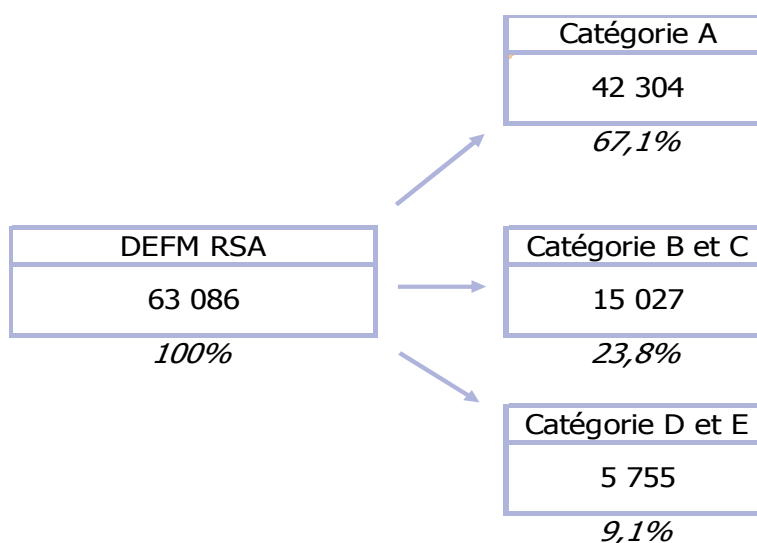 Catégorie A
42 304
67,1%
DEFM RSA
63 086
100%
Catégorie B et C
15 027
23,8%
Catégorie D et E
5 755
9,1%